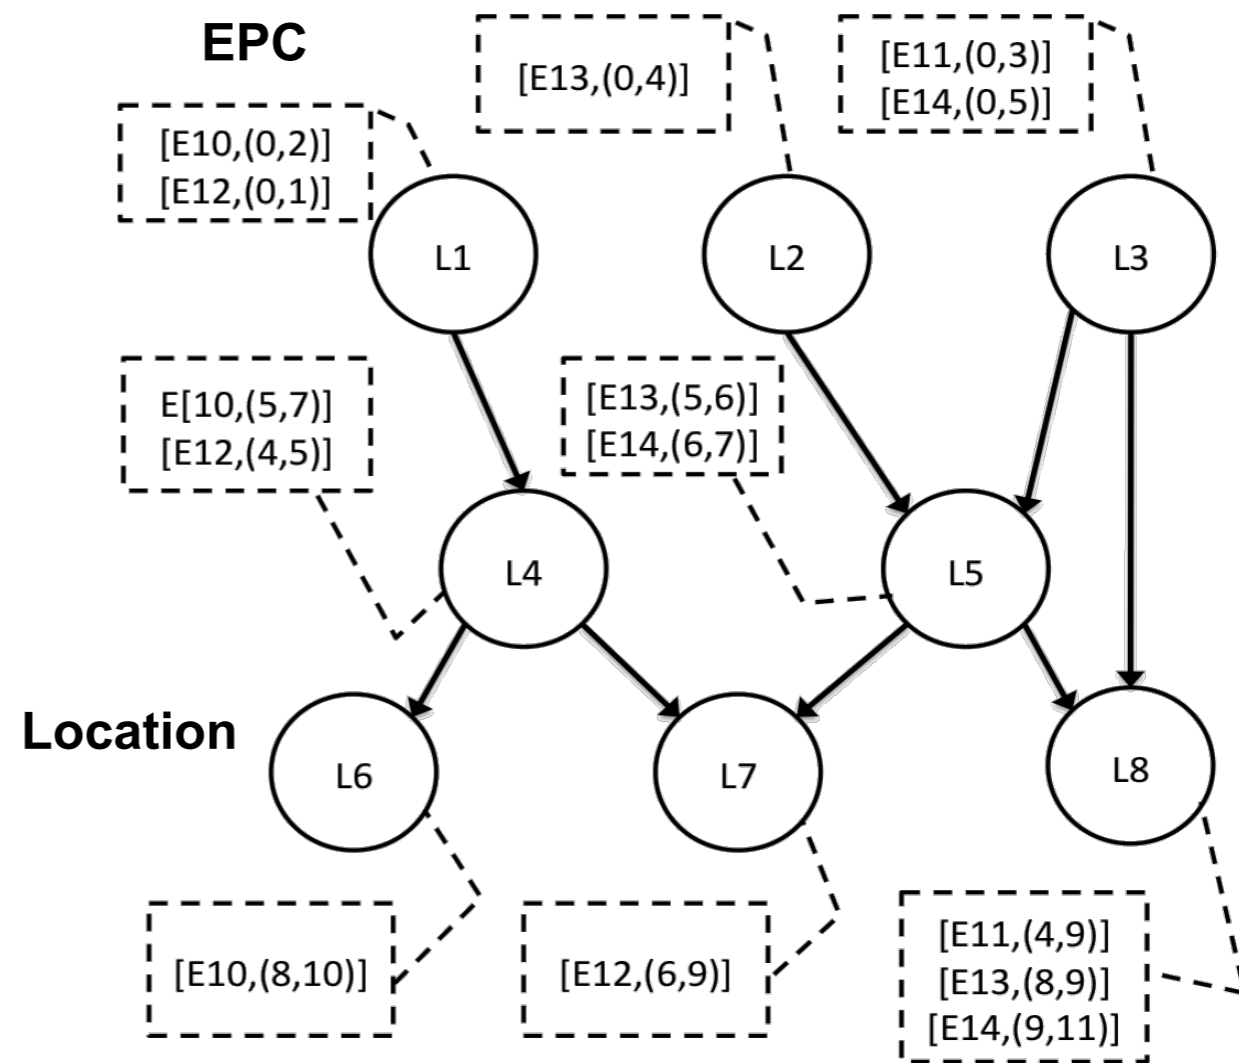 EPC
[E13,(0,4)]
[E11,(0,3)]
[E14,(0,5)]
[E10,(0,2)]
[E12,(0,1)]
L1
L2
L3
E[10,(5,7)]
[E12,(4,5)]
[E13,(5,6)]
[E14,(6,7)]
L4
L5
Location
L6
L7
L8
[E10,(8,10)]
[E12,(6,9)]
[E11,(4,9)]
[E13,(8,9)]
[E14,(9,11)]